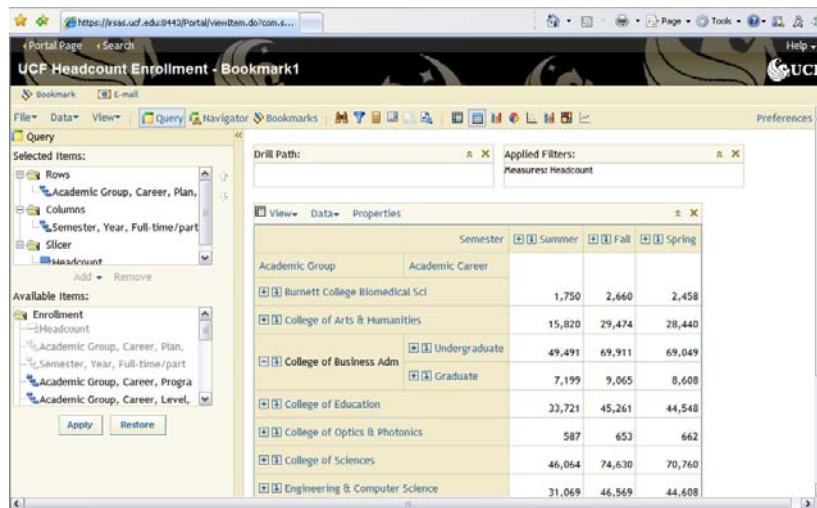 https://irsas.ucf.edu:8443/Portal/viewItem.do?com.s...
Page Tools
Portal Page Search
Help
UCF Headcount Enrollment - Bookmark1
UCF
Bookmark E-mail
File Data View Query Navigator Bookmarks Preferences
Query
Selected Items:
Rows
Academic Group, Career, Plan,
Columns
Semester, Year, Full-time/part
Slicer
Headcount
Add Remove
Available Items:
Enrollment
Headcount
Academic Group, Career, Plan,
Semester, Year, Full-time/part
Academic Group, Career, Progra
Academic Group, Career, Level,
Apply Restore
Drill Path:
Applied Filters:
Measures: Headcount
View Data Properties
Semester Summer Fall Spring
Academic Group Academic Career
Burnett College Biomedical Sci 1,750 2,660 2,458
College of Arts & Humanities 15,820 29,474 28,440
College of Business Adm Undergraduate 49,491 69,911 69,049
Graduate 7,199 9,065 8,608
College of Education 33,721 45,261 44,548
College of Optics & Photonics 587 653 662
College of Sciences 46,064 74,630 70,760
Engineering & Computer Science 31,069 46,569 44,608